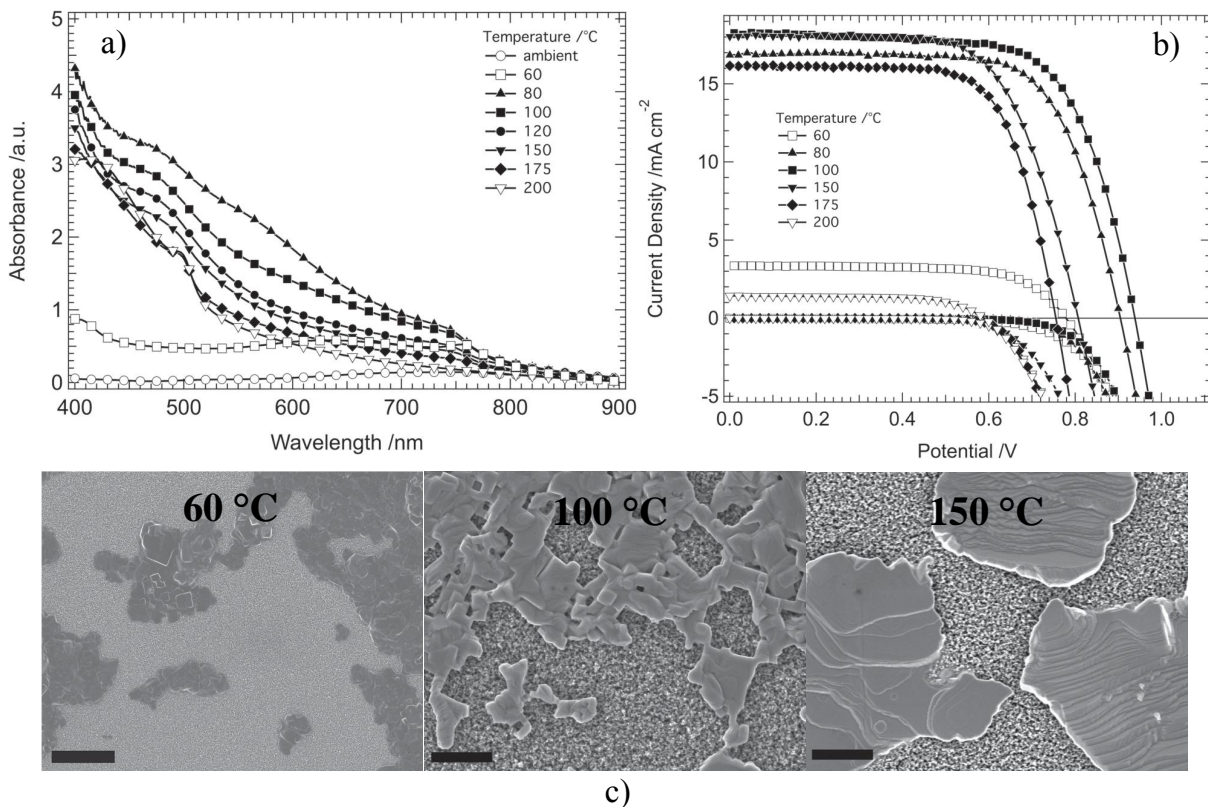 a)
5
4
3
2
1
0
Absorbance /a.u.
400 500 600 700 800 900
Wavelength /nm
Temperature /°C
ambient
60
80
100
120
150
175
200
b)
15
10
5
0
-5
Current Density /mA cm⁻²
0.0 0.2 0.4 0.6 0.8 1.0
Potential /V
Temperature /°C
60
80
100
150
175
200
60 °C
100 °C
150 °C
c)